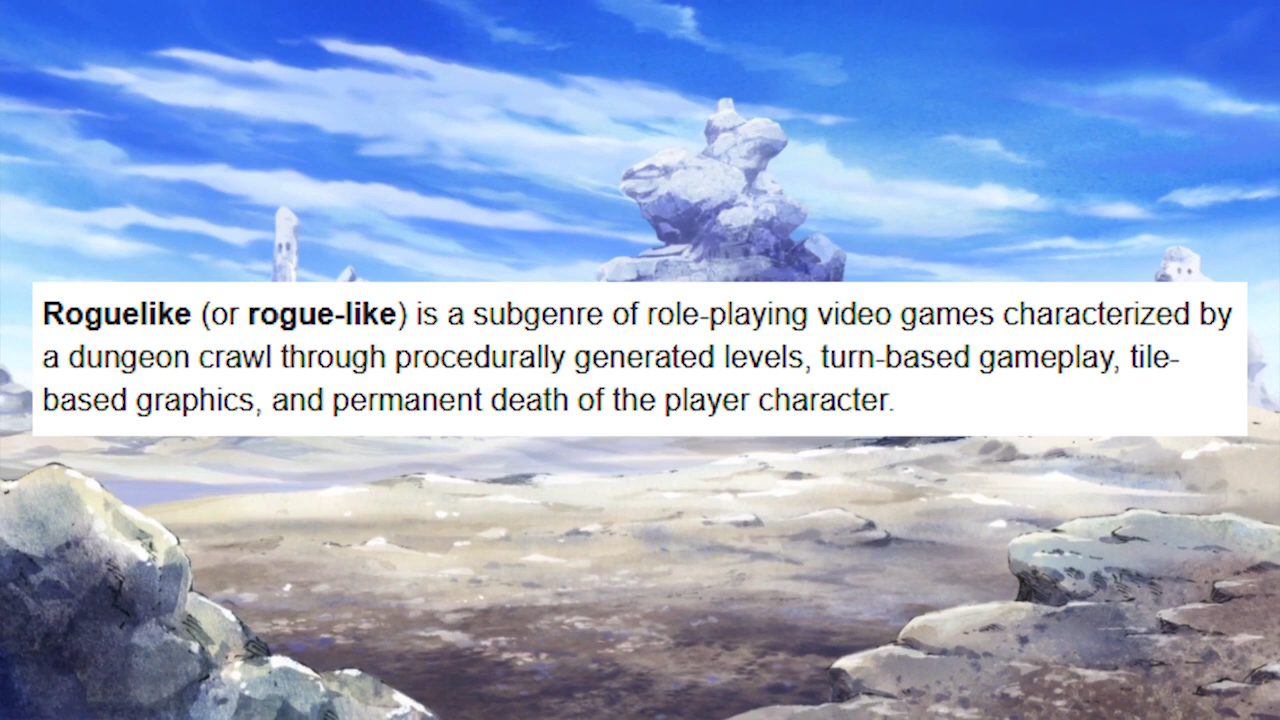 Roguelike (or rogue-like) is a subgenre of role-playing video games characterized by
a dungeon crawl through procedurally generated levels, turn-based gameplay, tile-
based graphics, and permanent death of the player character.